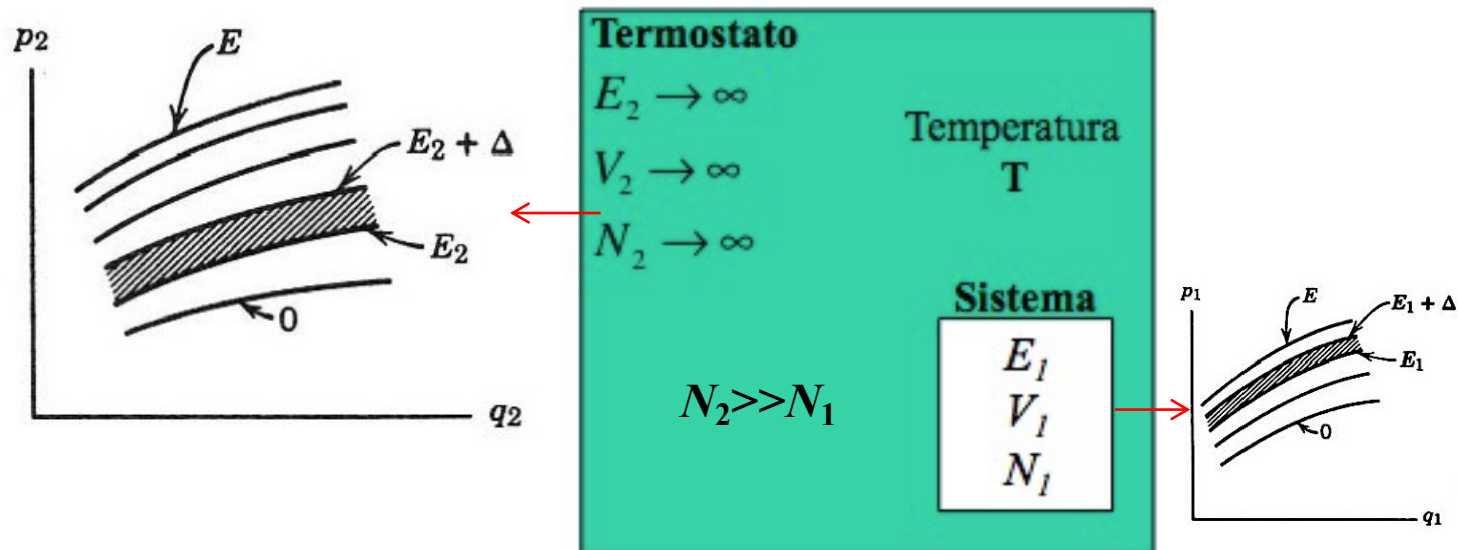 p₂
E
E₂ + Δ
E₂
0
q₂
Termostato
E₂ → ∞
V₂ → ∞
N₂ → ∞
Temperatura
T
N₂>>N₁
Sistema
E₁
V₁
N₁
p₁
E
E₁ + Δ
E₁
0
q₁